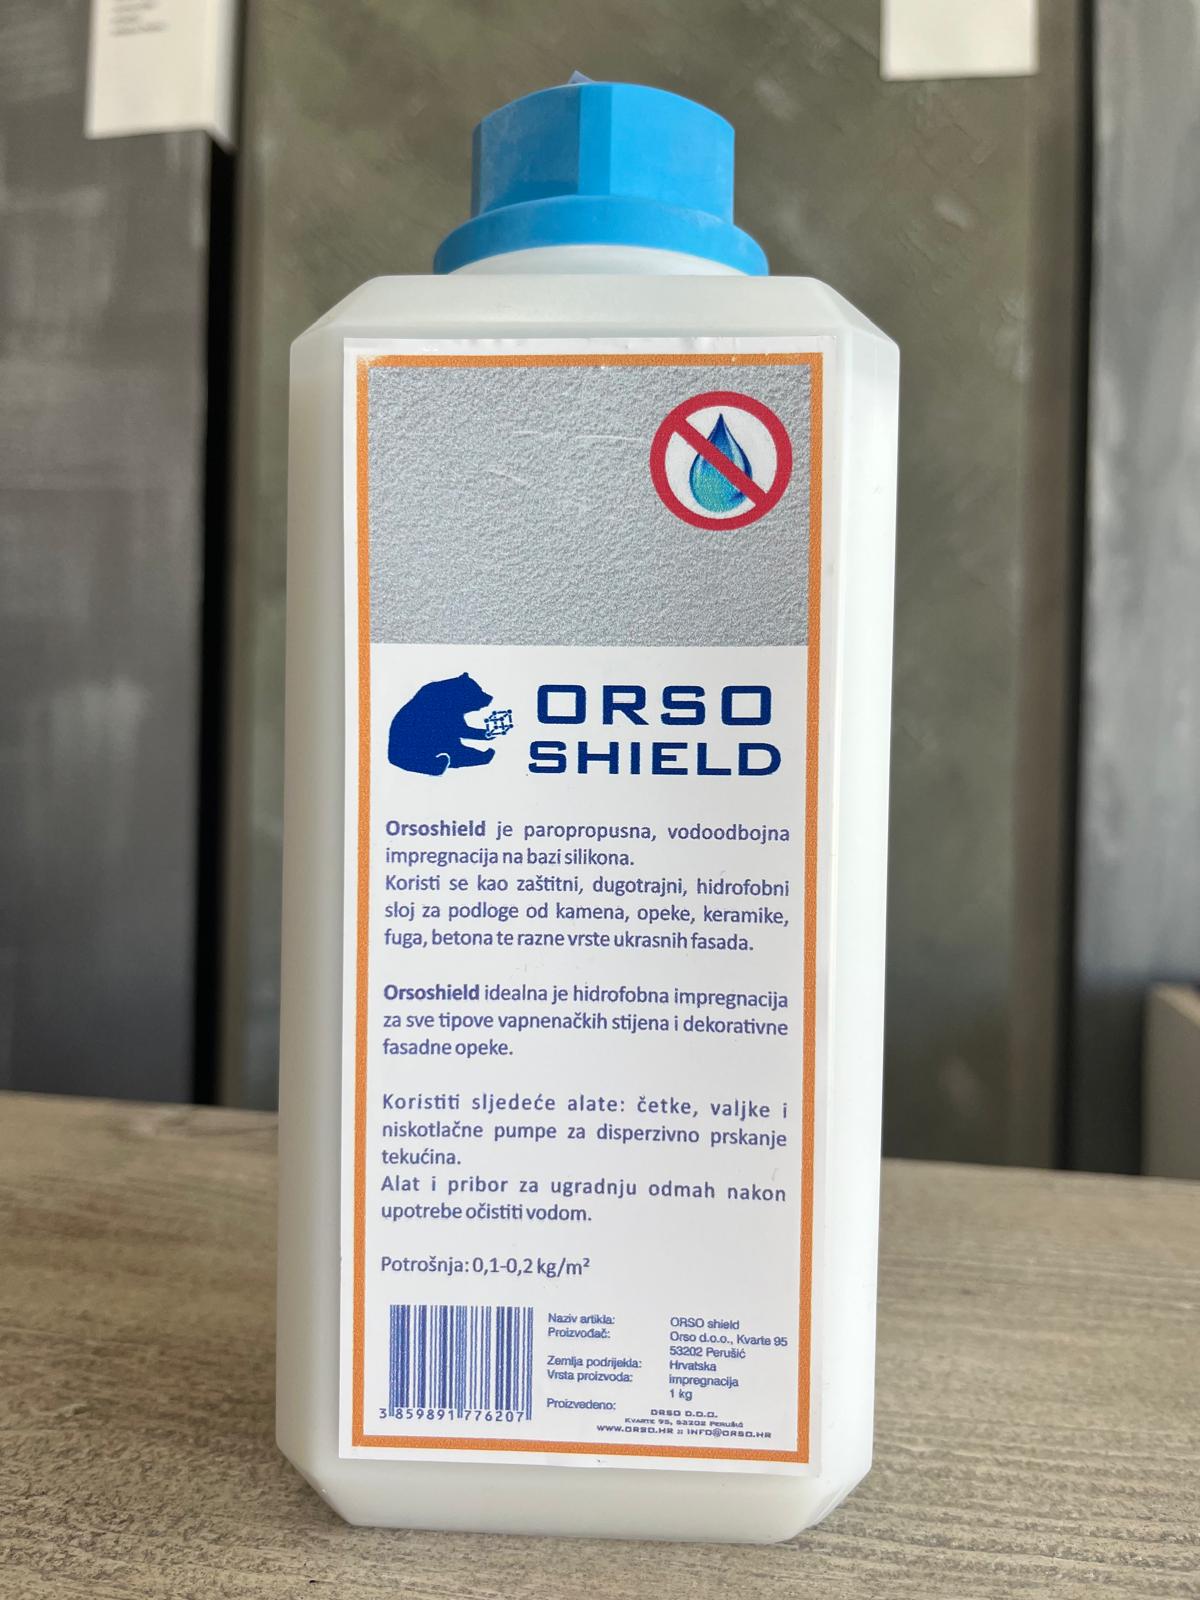 ORSO
SHIELD
Orsoshield je paropropusna, vodoodbojna
impregnacija na bazi silikona.
Koristi se kao zaštitni, dugotrajni, hidrofobni
sloj za podloge od kamena, opeke, keramike,
fuga, betona te razne vrste ukrasnih fasada.
Orsoshield idealna je hidrofobna impregnacija
za sve tipove vapnenačkih stijena i dekorativne
fasadne opeke.
Koristiti sljedeće alate: četke, valjke i
niskotlačne pumpe za disperzivno prskanje
tekućina.
Alat i pribor za ugradnju odmah nakon
upotrebe očistiti vodom.
Potrošnja: 0,1-0,2 kg/m²
Naziv artikla: ORSO shield
Proizvođač: Orso d.o.o., Kvarte 95
53202 Perušić
Zemlja podrijekla: Hrvatska
Vrsta proizvoda: impregnacija
1 kg
Proizvedeno:
3 859891 776207
ORSO D.O.O.
KVARTE 95, 53202 PERUŠIĆ
WWW.ORSO.HR :: INFO@ORSO.HR